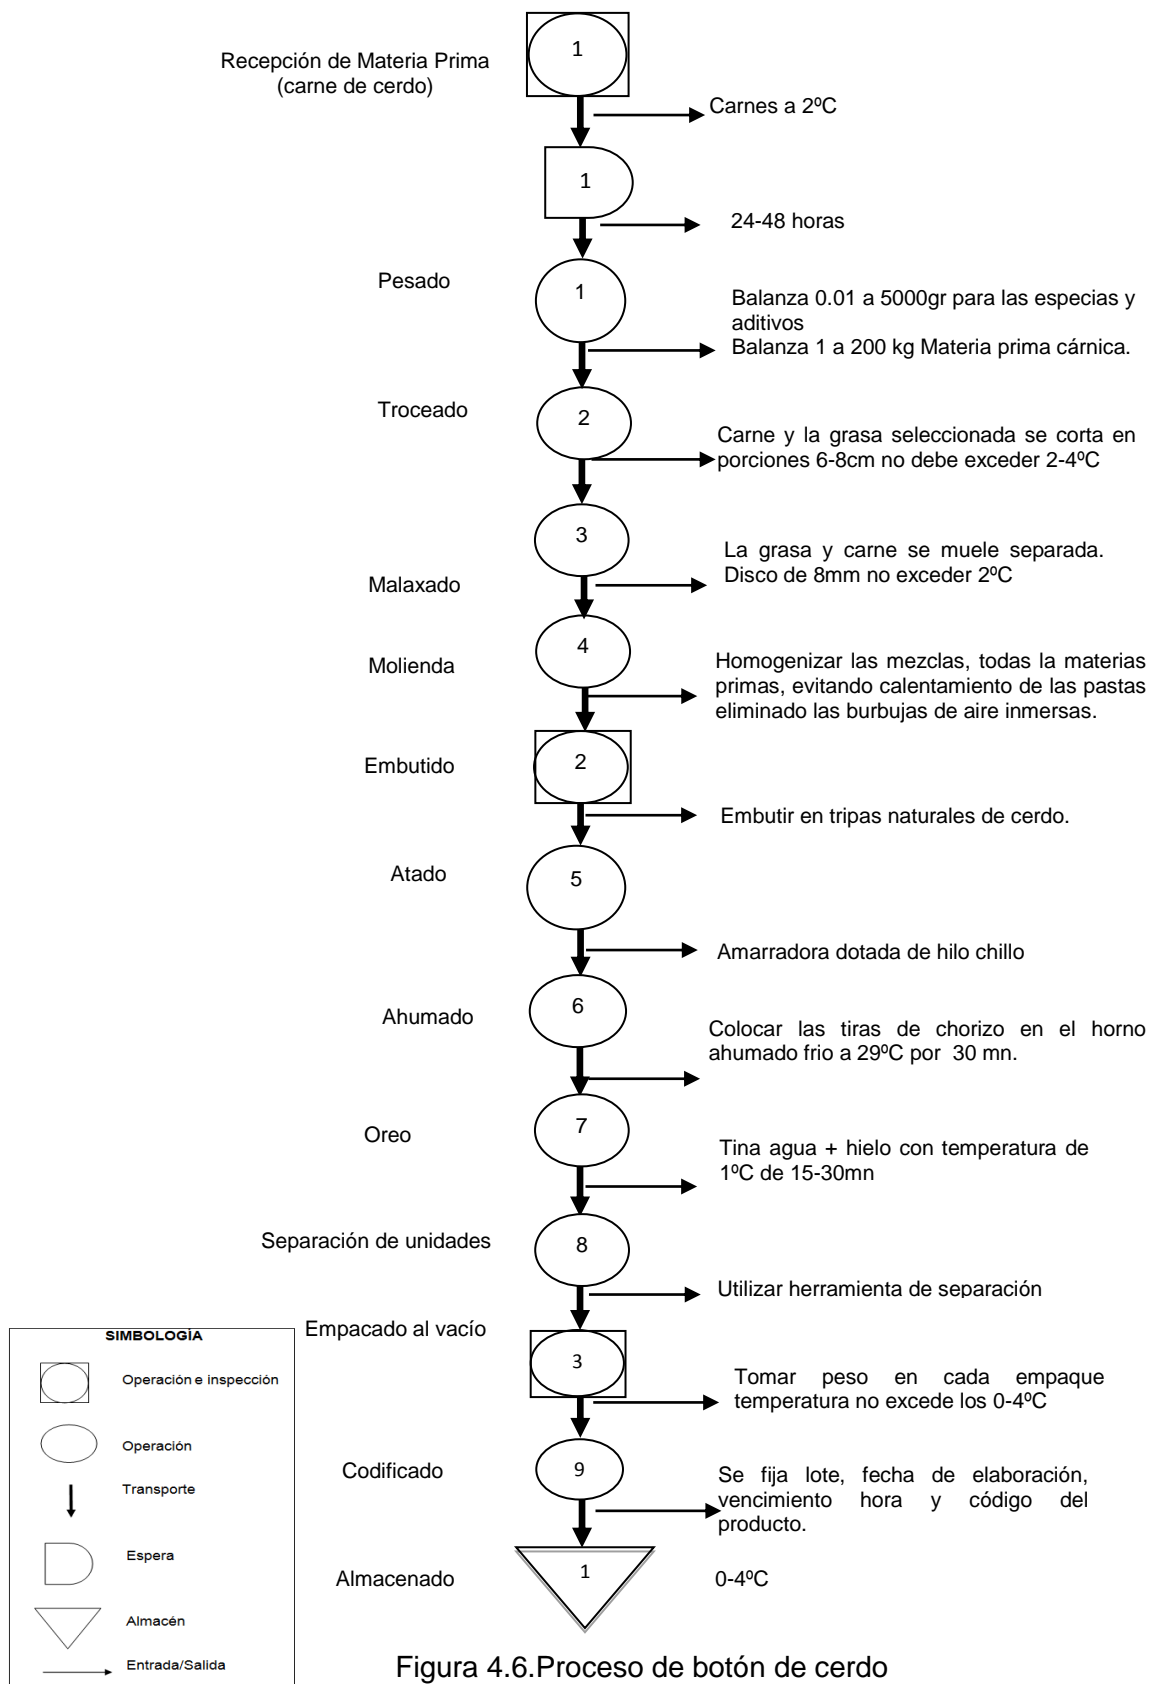 1
Recepción de Materia Prima
(carne de cerdo)
Carnes a 2ºC
1
24-48 horas
Pesado
1
Balanza 0.01 a 5000gr para las especias y
aditivos
Balanza 1 a 200 kg Materia prima cárnica.
Troceado
2
Carne y la grasa seleccionada se corta en
porciones 6-8cm no debe exceder 2-4ºC
3
La grasa y carne se muele separada.
Disco de 8mm no exceder 2ºC
Malaxado
4
Molienda
Homogenizar las mezclas, todas la materias
primas, evitando calentamiento de las pastas
eliminado las burbujas de aire inmersas.
Embutido
2
Embutir en tripas naturales de cerdo.
Atado
5
Amarradora dotada de hilo chillo
Ahumado
6
Colocar las tiras de chorizo en el horno
ahumado frio a 29ºC por 30 mn.
Oreo
7
Tina agua + hielo con temperatura de
1ºC de 15-30mn
Separación de unidades
8
Utilizar herramienta de separación
Empacado al vacío
3
Tomar peso en cada empaque
temperatura no excede los 0-4ºC
Codificado
9
Se fija lote, fecha de elaboración,
vencimiento hora y código del
producto.
Almacenado
1
0-4ºC
SIMBOLOGÍA
Operación e inspección
Operación
Transporte
Espera
Almacén
Entrada/Salida
Figura 4.6.Proceso de botón de cerdo